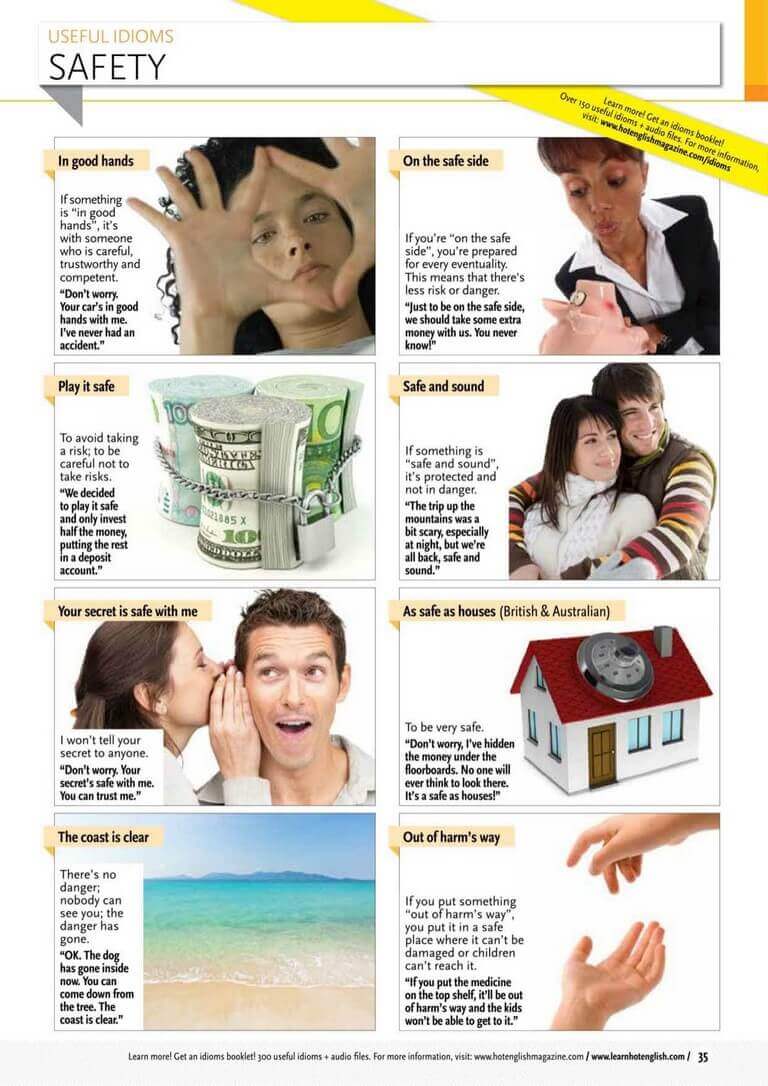 USEFUL IDIOMS
SAFETY
Learn more! Get an idioms booklet!
Over 150 useful idioms + audio files. For more information,
visit: www.hotenglishmagazine.com/idioms
In good hands
If something
is “in good
hands”, it’s
with someone
who is careful,
trustworthy and
competent.
“Don’t worry.
Your car’s in good
hands with me.
I’ve never had an
accident.”
On the safe side
If you’re “on the safe
side”, you’re prepared
for every eventuality.
This means that there’s
less risk or danger.
“Just to be on the safe side,
we should take some extra
money with us. You never
know!”
Play it safe
To avoid taking
a risk; to be
careful not to
take risks.
“We decided
to play it safe
and only invest
half the money,
putting the rest
in a deposit
account.”
Safe and sound
If something is
“safe and sound”,
it’s protected and
not in danger.
“The trip up the
mountains was a
bit scary, especially
at night, but we’re
all back, safe and
sound.”
Your secret is safe with me
I won’t tell your
secret to anyone.
“Don’t worry. Your
secret’s safe with me.
You can trust me.”
As safe as houses (British & Australian)
To be very safe.
“Don’t worry, I’ve hidden
the money under the
floorboards. No one will
ever think to look there.
It’s a safe as houses!”
The coast is clear
There’s no
danger;
nobody can
see you; the
danger has
gone.
“OK. The dog
has gone inside
now. You can
come down from
the tree. The
coast is clear.”
Out of harm’s way
If you put something
“out of harm’s way”,
you put it in a safe
place where it can’t be
damaged or children
can’t reach it.
“If you put the medicine
on the top shelf, it’ll be out
of harm’s way and the kids
won’t be able to get to it.”
Learn more! Get an idioms booklet! 300 useful idioms + audio files. For more information, visit: www.hotenglishmagazine.com / www.learnhotenglish.com / 35